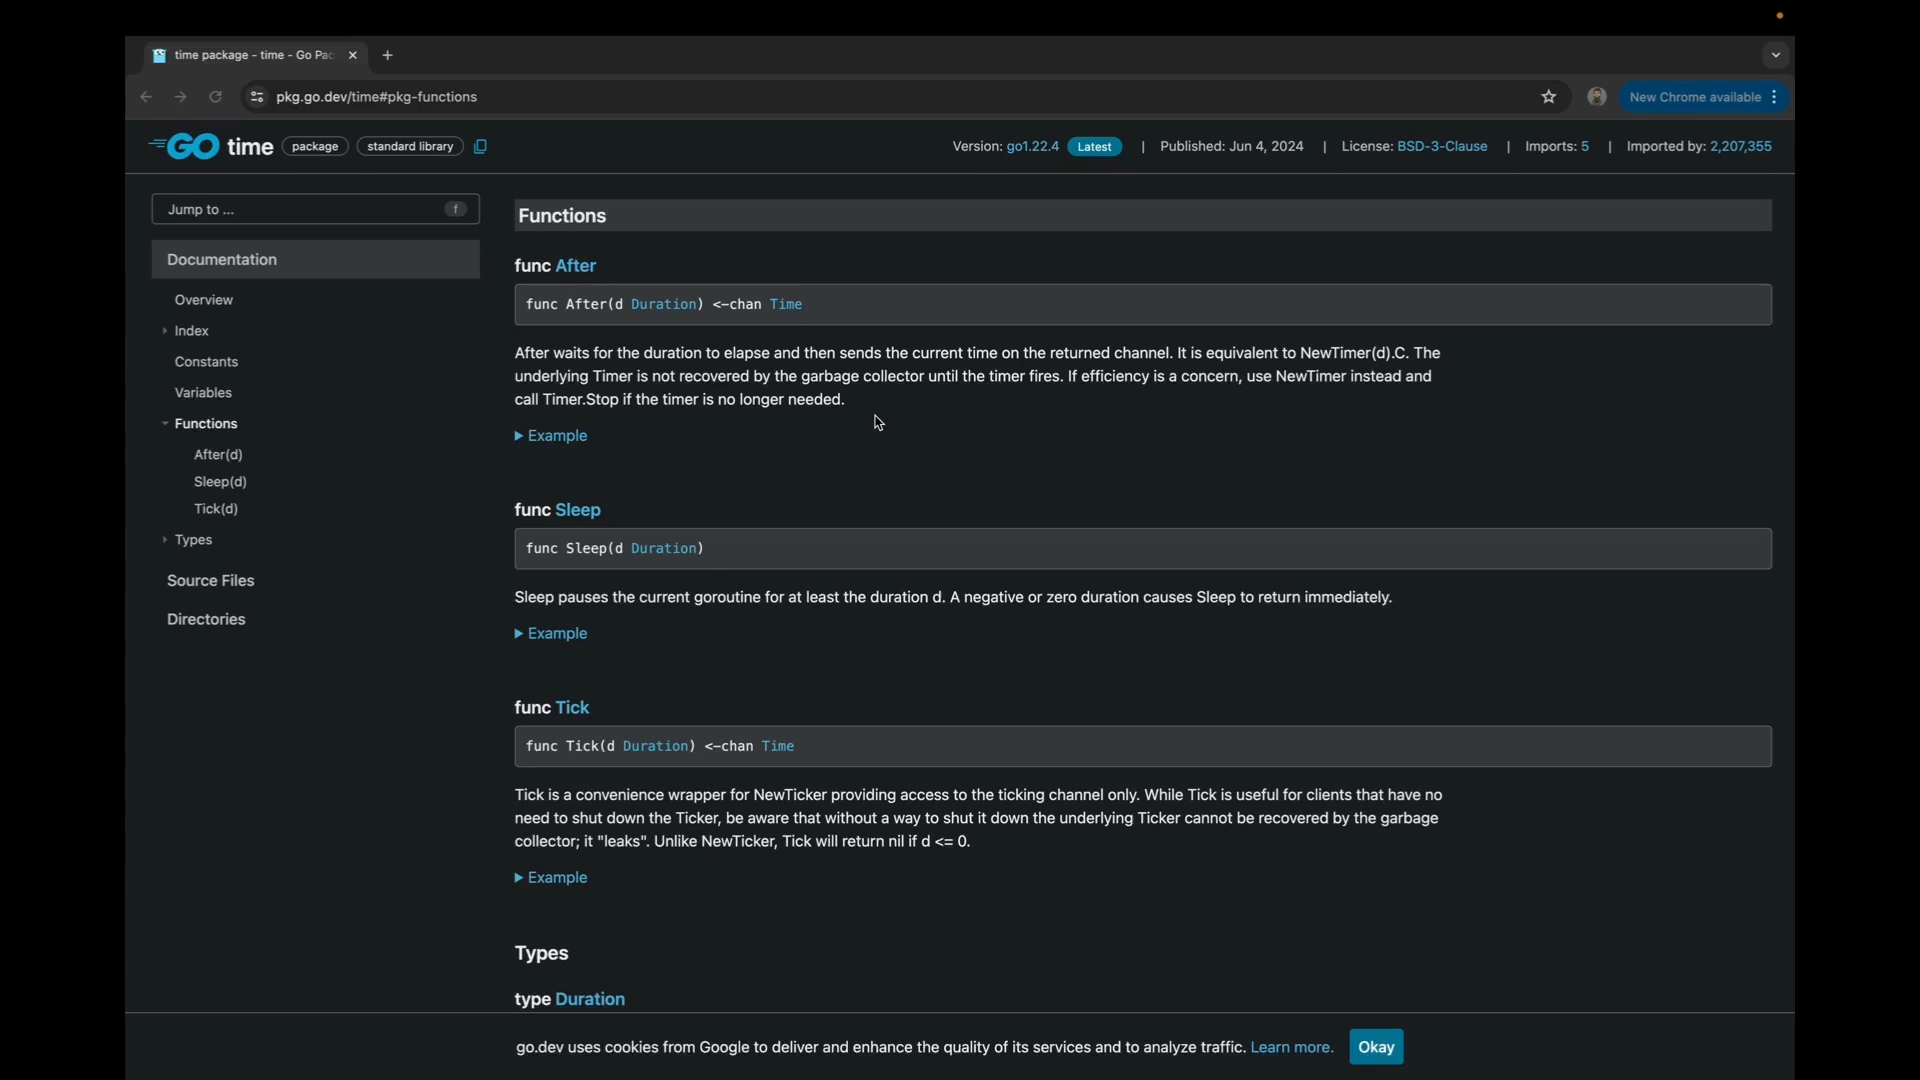 time package - time - Go Pac
pkg.go.dev/time#pkg-functions
New Chrome available
GO time package standard library
Version: go1.22.4 Latest | Published: Jun 4, 2024 | License: BSD-3-Clause | Imports: 5 | Imported by: 2,207,355
Jump to ... f
Documentation
Overview
Index
Constants
Variables
Functions
After(d)
Sleep(d)
Tick(d)
Types
Source Files
Directories
Functions
func After
func After(d Duration) <-chan Time
After waits for the duration to elapse and then sends the current time on the returned channel. It is equivalent to NewTimer(d).C. The
underlying Timer is not recovered by the garbage collector until the timer fires. If efficiency is a concern, use NewTimer instead and
call Timer.Stop if the timer is no longer needed.
Example
func Sleep
func Sleep(d Duration)
Sleep pauses the current goroutine for at least the duration d. A negative or zero duration causes Sleep to return immediately.
Example
func Tick
func Tick(d Duration) <-chan Time
Tick is a convenience wrapper for NewTicker providing access to the ticking channel only. While Tick is useful for clients that have no
need to shut down the Ticker, be aware that without a way to shut it down the underlying Ticker cannot be recovered by the garbage
collector; it "leaks". Unlike NewTicker, Tick will return nil if d <= 0.
Example
Types
type Duration
go.dev uses cookies from Google to deliver and enhance the quality of its services and to analyze traffic. Learn more. Okay